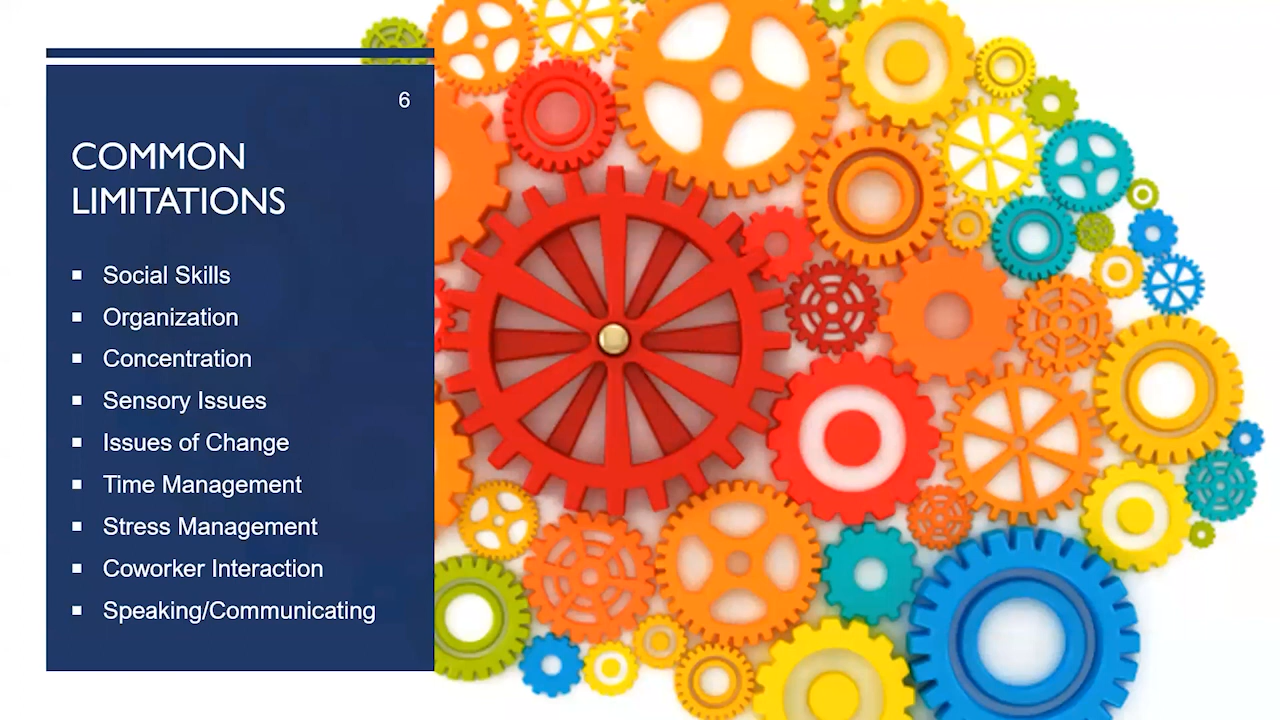 6
COMMON
LIMITATIONS
▪ Social Skills
▪ Organization
▪ Concentration
▪ Sensory Issues
▪ Issues of Change
▪ Time Management
▪ Stress Management
▪ Coworker Interaction
▪ Speaking/Communicating